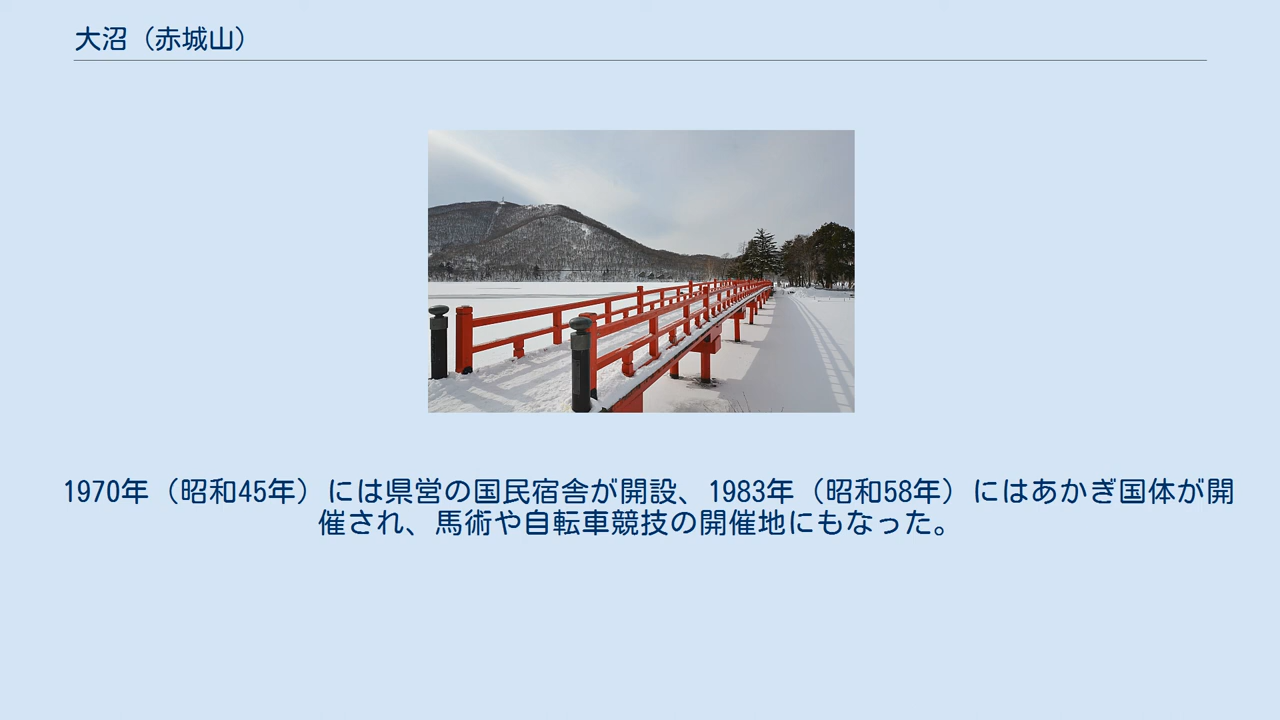 大沼（赤城山）
1970年（昭和45年）には県営の国民宿舎が開設、1983年（昭和58年）にはあかぎ国体が開
催され、馬術や自転車競技の開催地にもなった。